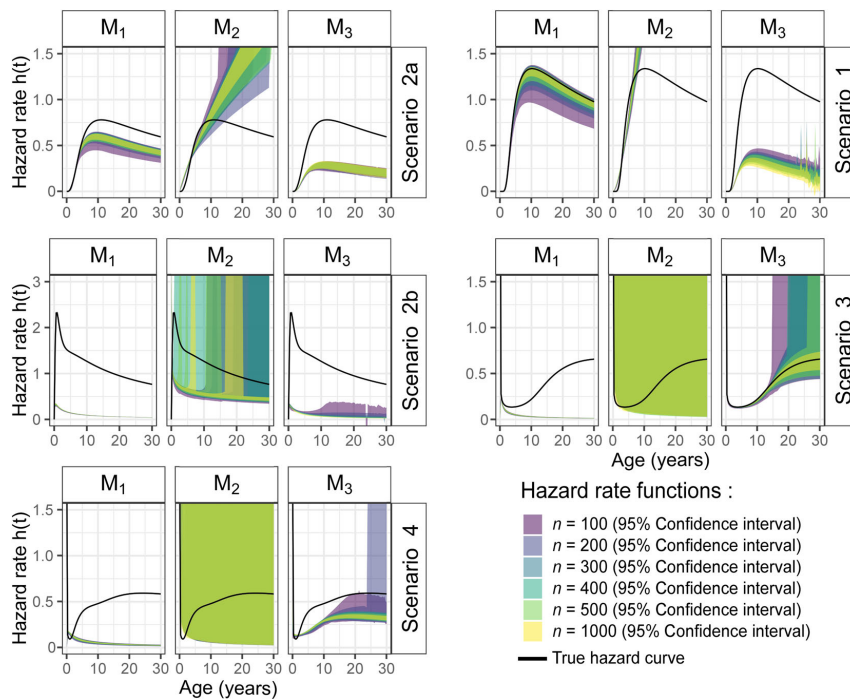 M1 M2 M3
Hazard rate h(t)
1.5
1.0
0.5
0
0 10 20 30 0 10 20 30 0 10 20 30
Scenario 2a
M1 M2 M3
1.5
1.0
0.5
0
0 10 20 30 0 10 20 30 0 10 20 30
Scenario 1
M1 M2 M3
Hazard rate h(t)
3
2
1
0
0 10 20 30 0 10 20 30 0 10 20 30
Age (years)
Scenario 2b
M1 M2 M3
1.5
1.0
0.5
0
0 10 20 30 0 10 20 30 0 10 20 30
Age (years)
Scenario 3
M1 M2 M3
Hazard rate h(t)
1.5
1.0
0.5
0
0 10 20 30 0 10 20 30 0 10 20 30
Age (years)
Scenario 4
Hazard rate functions :
n = 100 (95% Confidence interval)
n = 200 (95% Confidence interval)
n = 300 (95% Confidence interval)
n = 400 (95% Confidence interval)
n = 500 (95% Confidence interval)
n = 1000 (95% Confidence interval)
True hazard curve